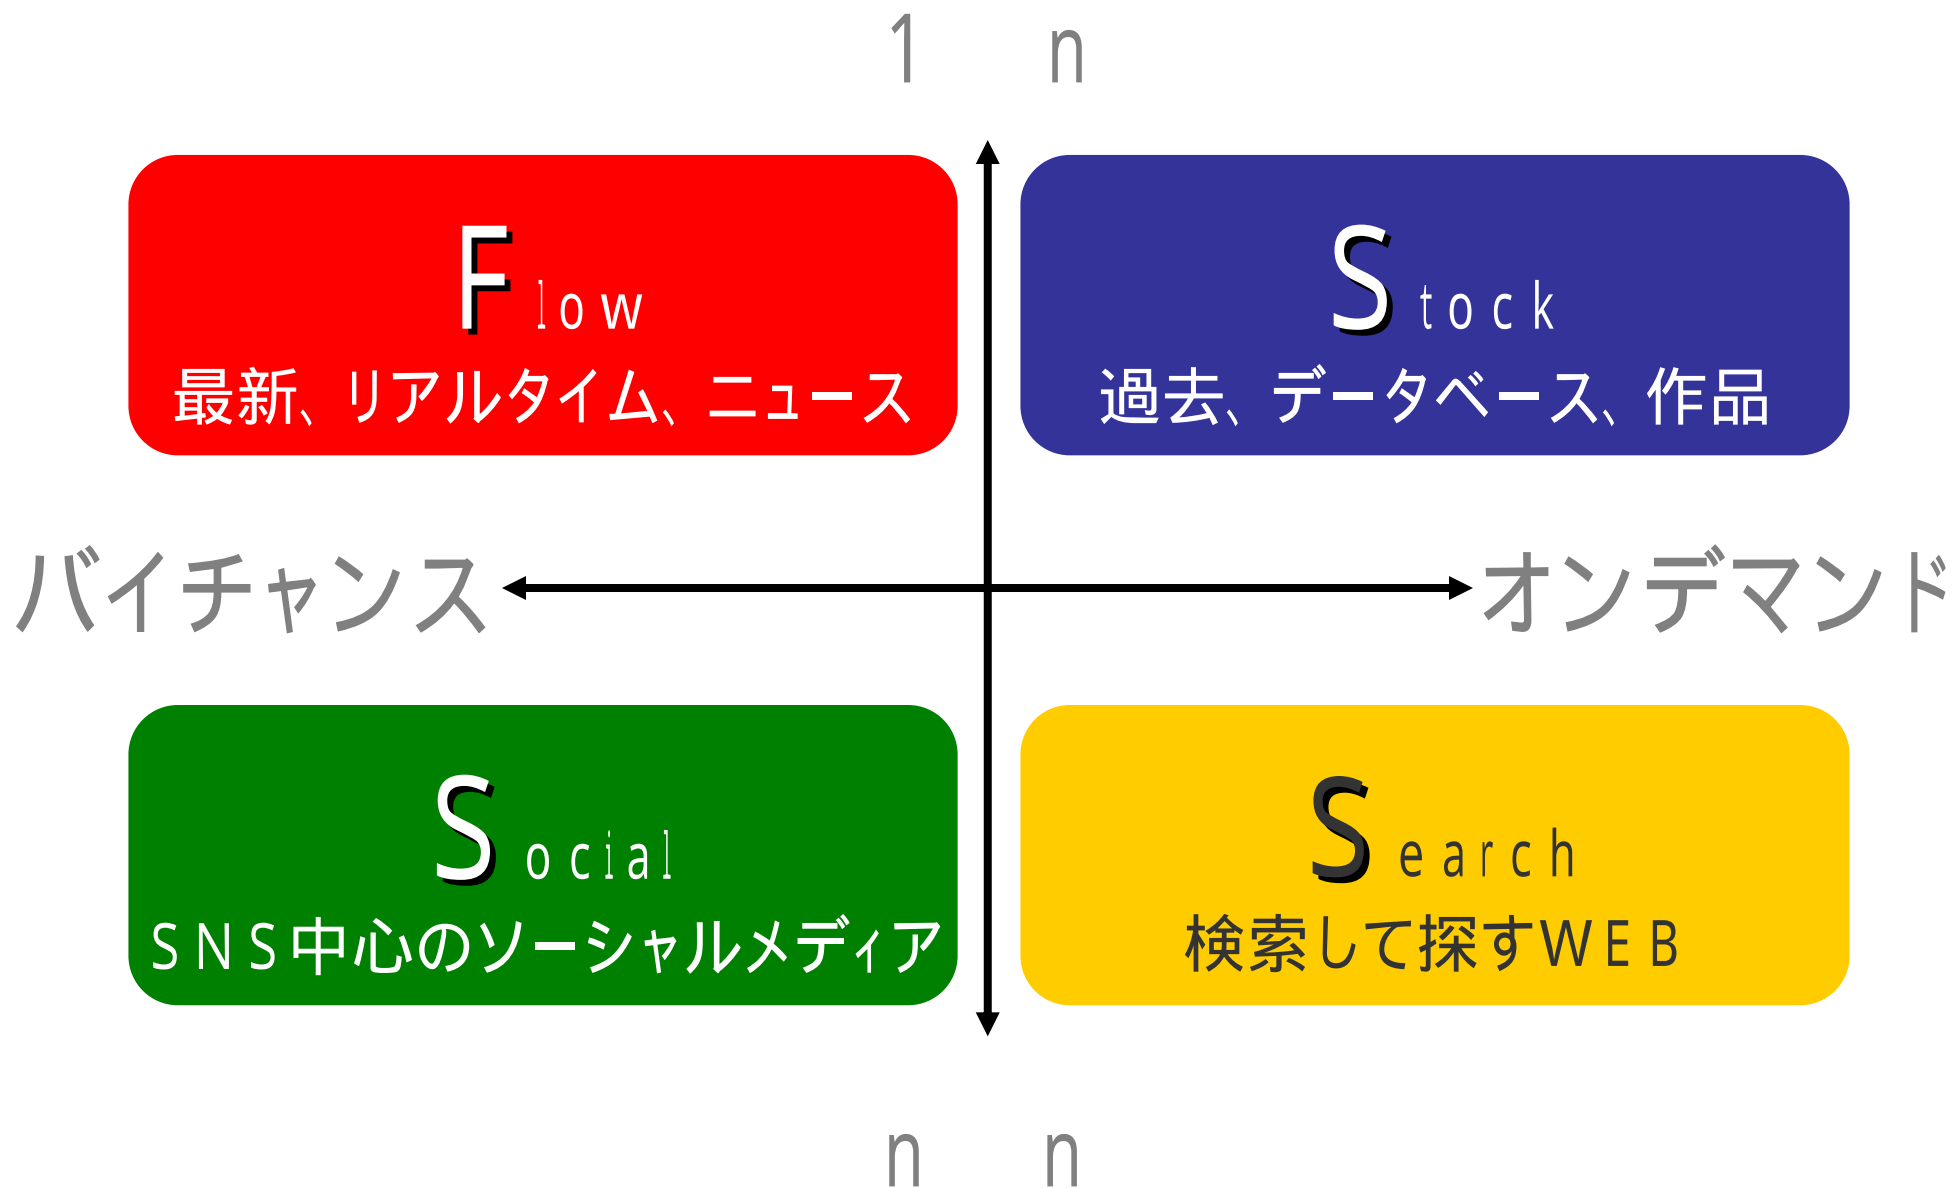 1 n
Flow
最新、リアルタイム、ニュース
Stock
過去、データベース、作品
バイチャンス
オンデマンド
Social
SNS中心のソーシャルメディア
Search
検索して探すWEB
n n